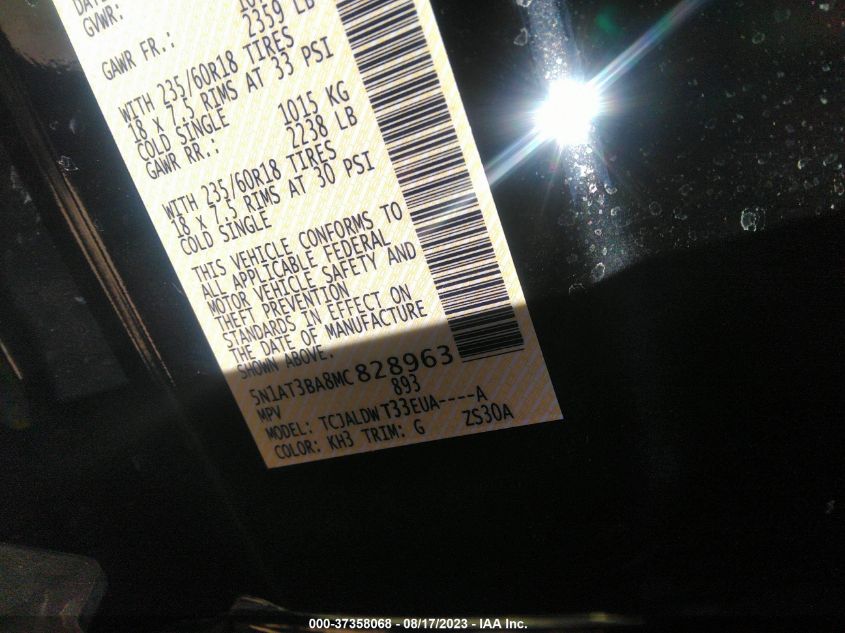 GVWR:
GAWR FR.: 2359 LB
WITH 235/60R18 TIRES
18 X 7.5 RIMS AT 33 PSI
COLD SINGLE 1015 KG
GAWR RR.: 2238 LB
WITH 235/60R18 TIRES
18 X 7.5 RIMS AT 30 PSI
COLD SINGLE
THIS VEHICLE CONFORMS TO
ALL APPLICABLE FEDERAL
MOTOR VEHICLE SAFETY AND
THEFT PREVENTION
STANDARDS IN EFFECT ON
THE DATE OF MANUFACTURE
SHOWN ABOVE.
5N1AT3BA8MC828963
MPV 893
MODEL: TCJALDWT33EUA----A
COLOR: KH3 TRIM: G ZS30A
000-37358068 - 08/17/2023 - IAA Inc.